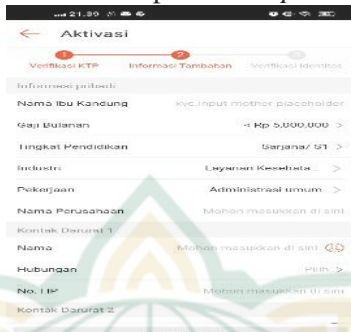 21.30
Aktivasi
Verifikasi KTP Informasi Tambahan Verifikasi Identitas
Informasi pribadi
Nama Ibu Kandung kyc.input mother placeholder
Gaji Bulanan < Rp 5,000,000 >
Tingkat Pendidikan Sarjana/ S1 >
Industri Layanan Kesehata... >
Pekerjaan Administrasi umum >
Nama Perusahaan Mohon masukkan di sini
Kontak Darurat 1
Nama Mohon masukkan di sini
Hubungan Pilih >
No. HP Mohon masukkan di sini
Kontak Darurat 2